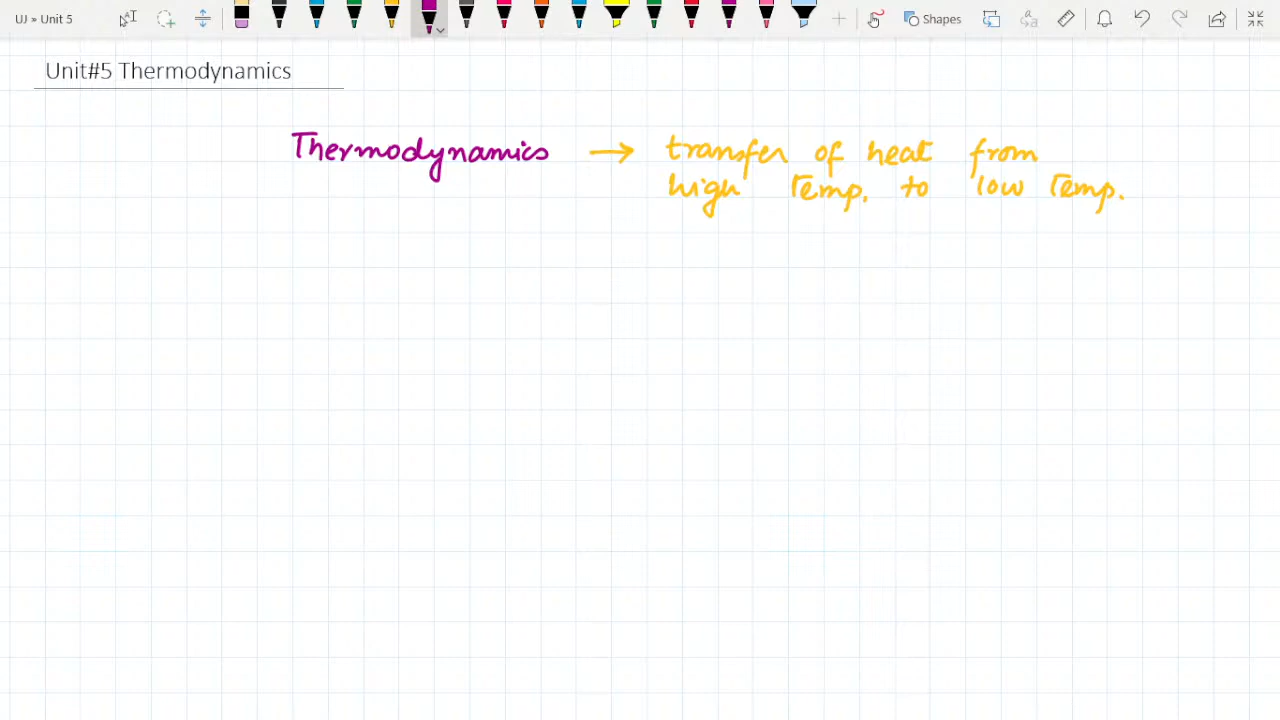 UJ » Unit 5
Shapes
Unit#5 Thermodynamics
Thermodynamics → transfer of heat from
high temp. to low temp.